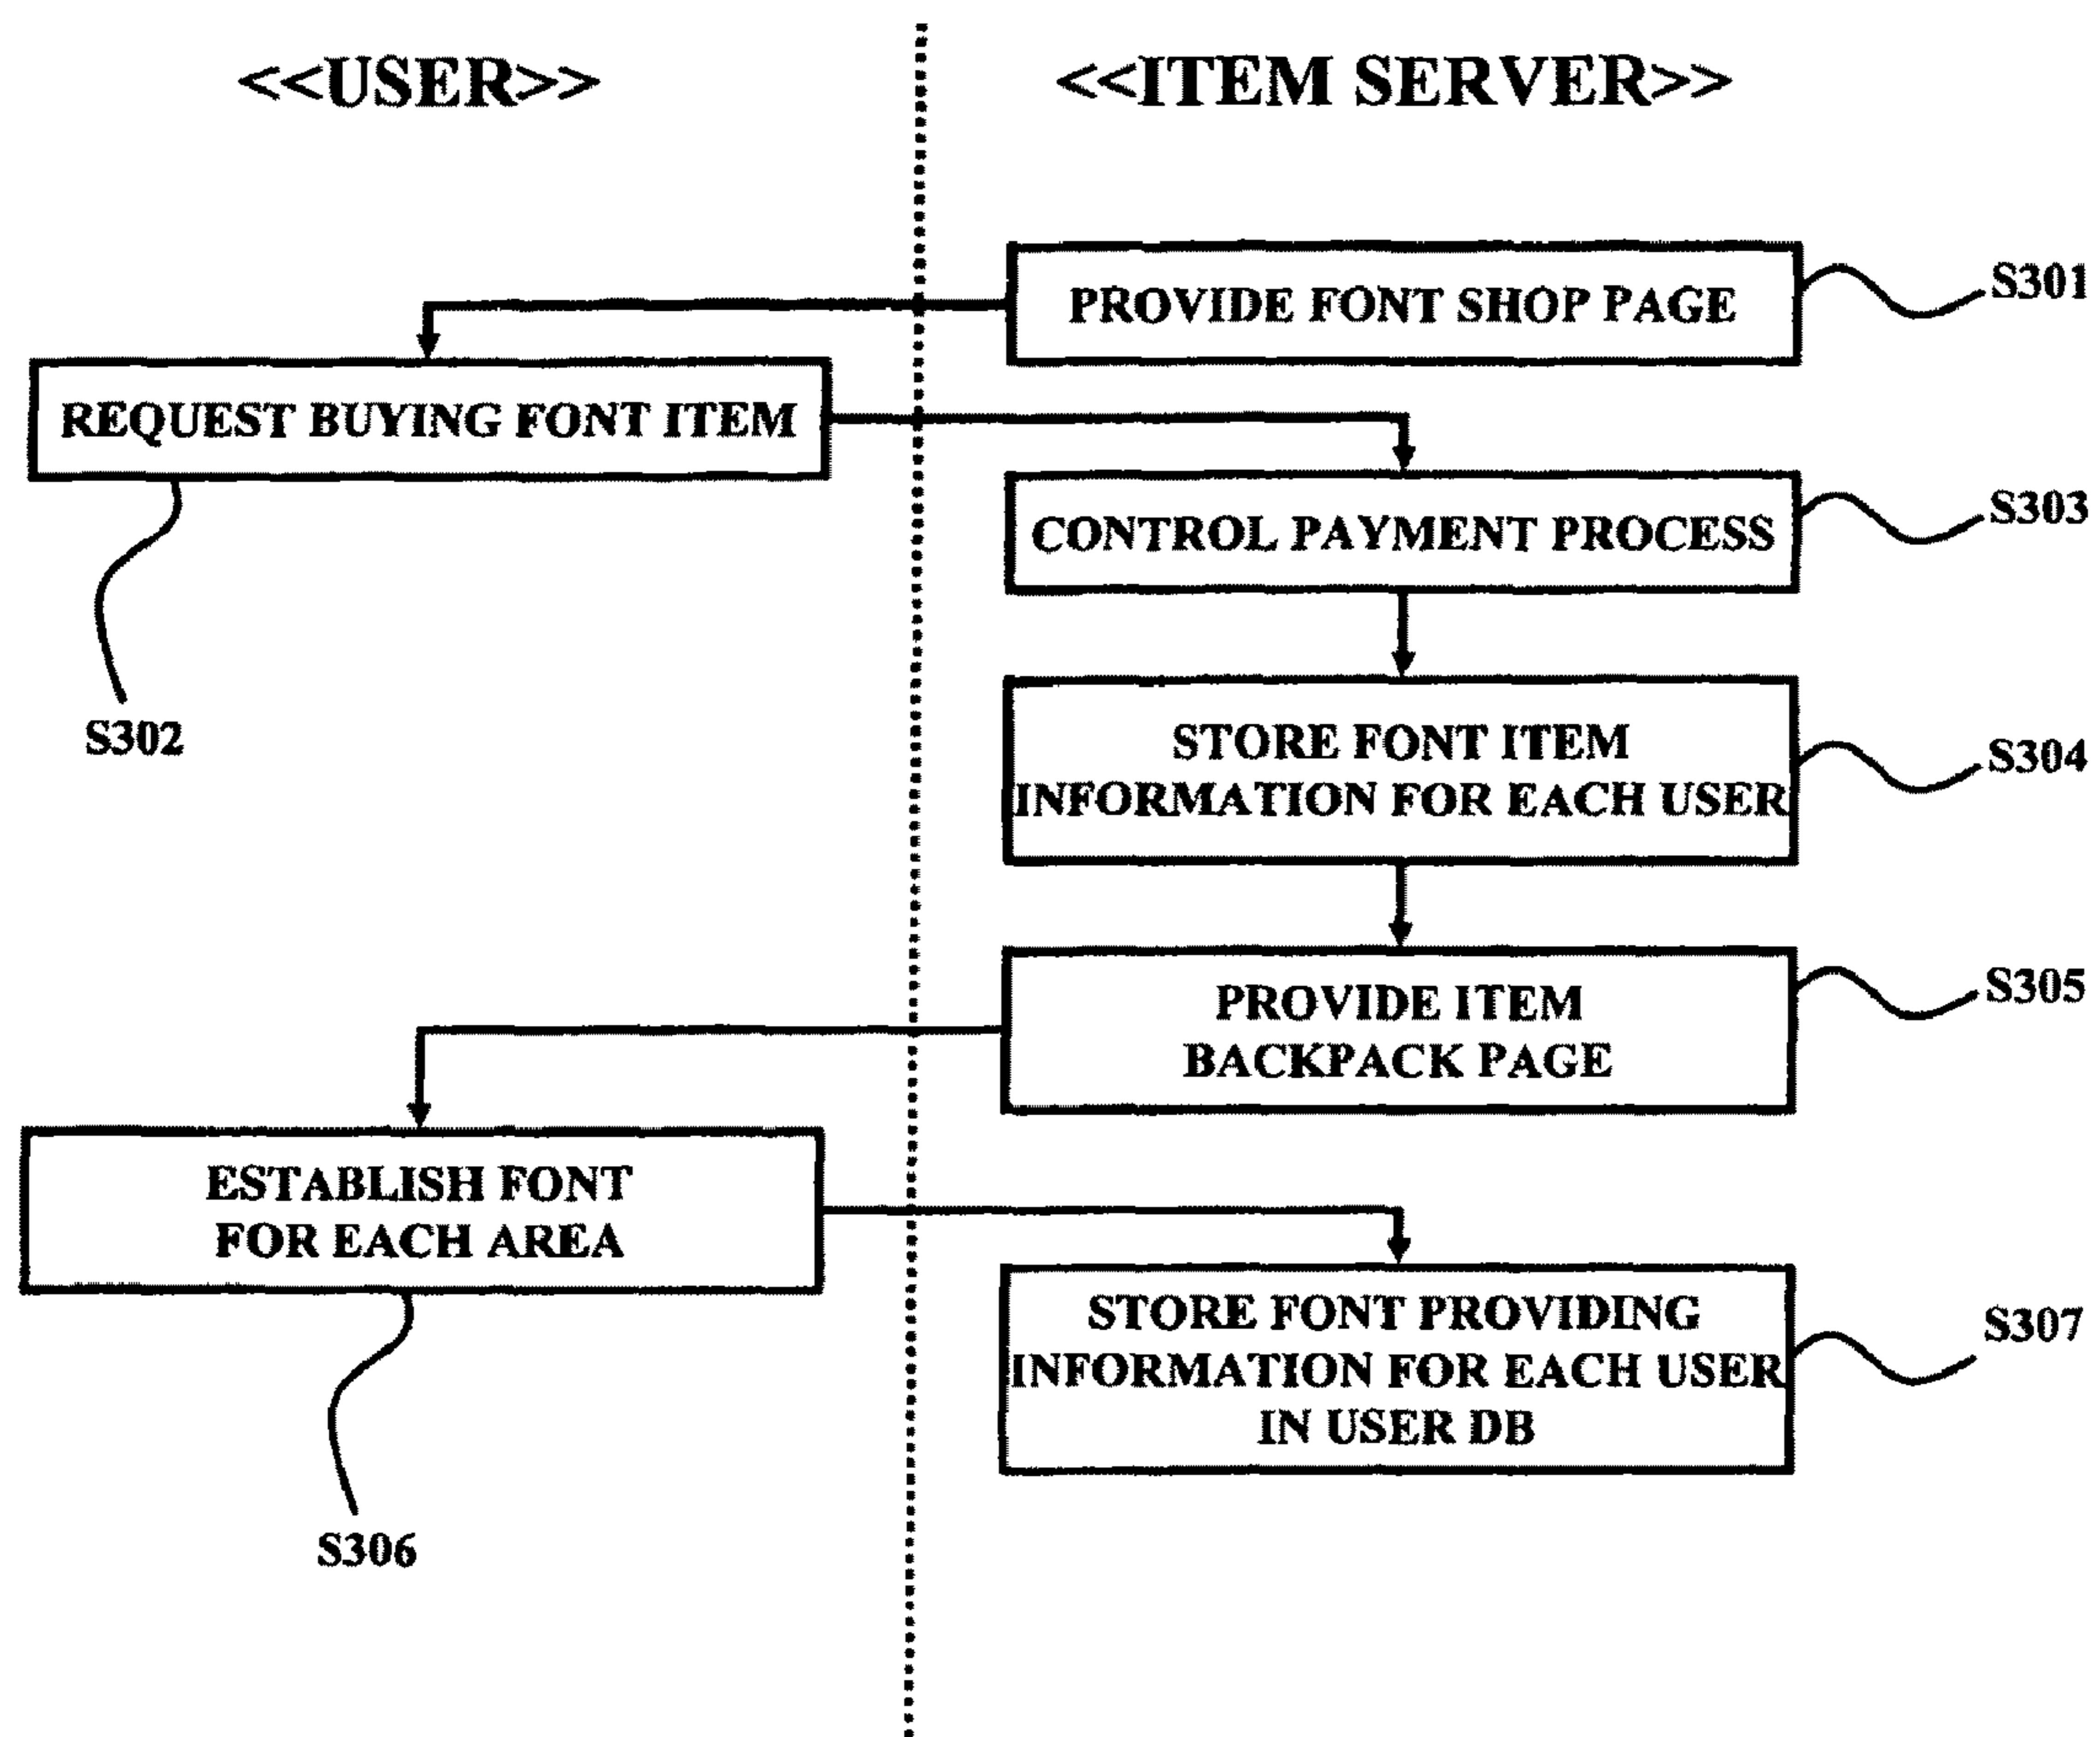 <<USER>>
<<ITEM SERVER>>
PROVIDE FONT SHOP PAGE
S301
REQUEST BUYING FONT ITEM
S302
CONTROL PAYMENT PROCESS
S303
STORE FONT ITEM
INFORMATION FOR EACH USER
S304
PROVIDE ITEM
BACKPACK PAGE
S305
ESTABLISH FONT
FOR EACH AREA
S306
STORE FONT PROVIDING
INFORMATION FOR EACH USER
IN USER DB
S307